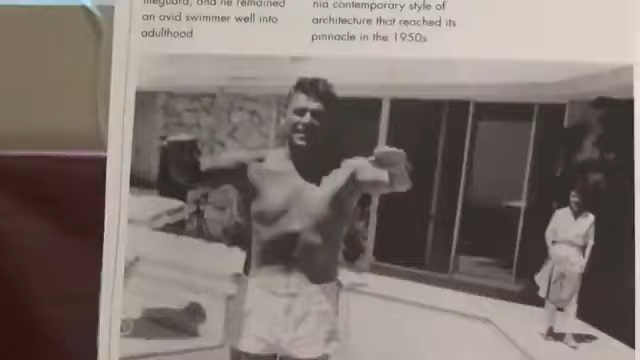 lifeguard, and he remained
an avid swimmer well into
adulthood
nia contemporary style of
architecture that reached its
pinnacle in the 1950s